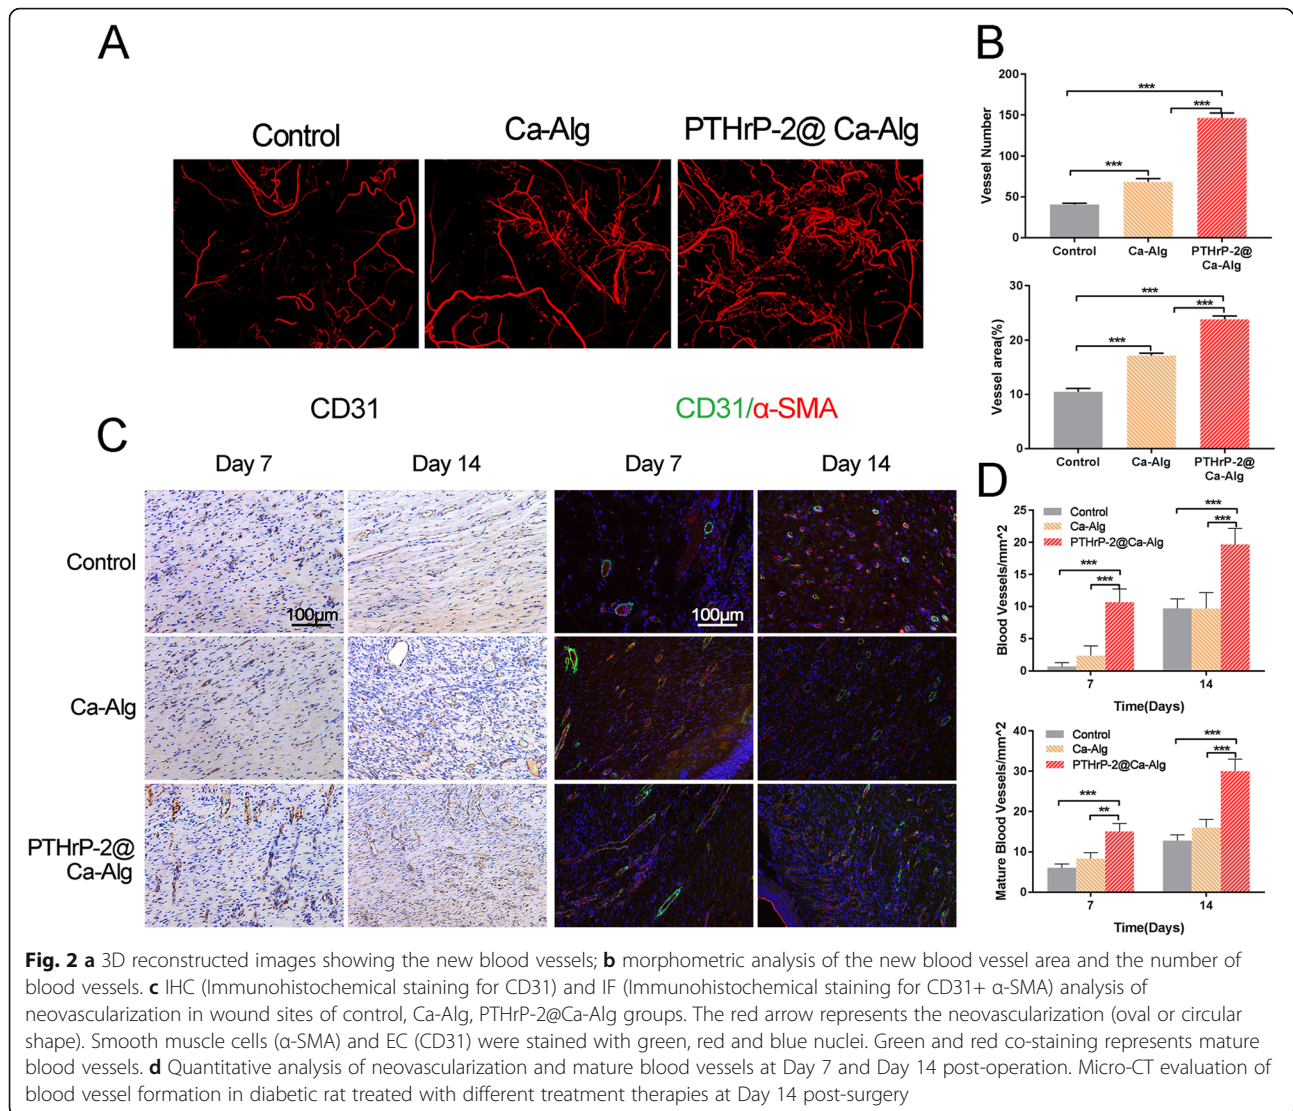 A
Control
Ca-Alg
PTHrP-2@ Ca-Alg
B
200
150
100
50
0
Vessel Number
***
***
***
Control
Ca-Alg
PTHrP-2@
Ca-Alg
30
20
10
0
Vessel area(%)
***
***
***
Control
Ca-Alg
PTHrP-2@
Ca-Alg
C
CD31
CD31/α-SMA
Day 7
Day 14
Day 7
Day 14
Control
100µm
100µm
Ca-Alg
PTHrP-2@
Ca-Alg
D
Control
Ca-Alg
PTHrP-2@Ca-Alg
25
20
15
10
5
0
Blood Vessels/mm^2
***
***
***
***
7
14
Time(Days)
Control
Ca-Alg
PTHrP-2@Ca-Alg
40
30
20
10
0
Mature Blood Vessels/mm^2
***
**
***
***
7
14
Time(Days)
Fig. 2 a 3D reconstructed images showing the new blood vessels; b morphometric analysis of the new blood vessel area and the number of
blood vessels. c IHC (Immunohistochemical staining for CD31) and IF (Immunohistochemical staining for CD31+ α-SMA) analysis of
neovascularization in wound sites of control, Ca-Alg, PTHrP-2@Ca-Alg groups. The red arrow represents the neovascularization (oval or circular
shape). Smooth muscle cells (α-SMA) and EC (CD31) were stained with green, red and blue nuclei. Green and red co-staining represents mature
blood vessels. d Quantitative analysis of neovascularization and mature blood vessels at Day 7 and Day 14 post-operation. Micro-CT evaluation of
blood vessel formation in diabetic rat treated with different treatment therapies at Day 14 post-surgery